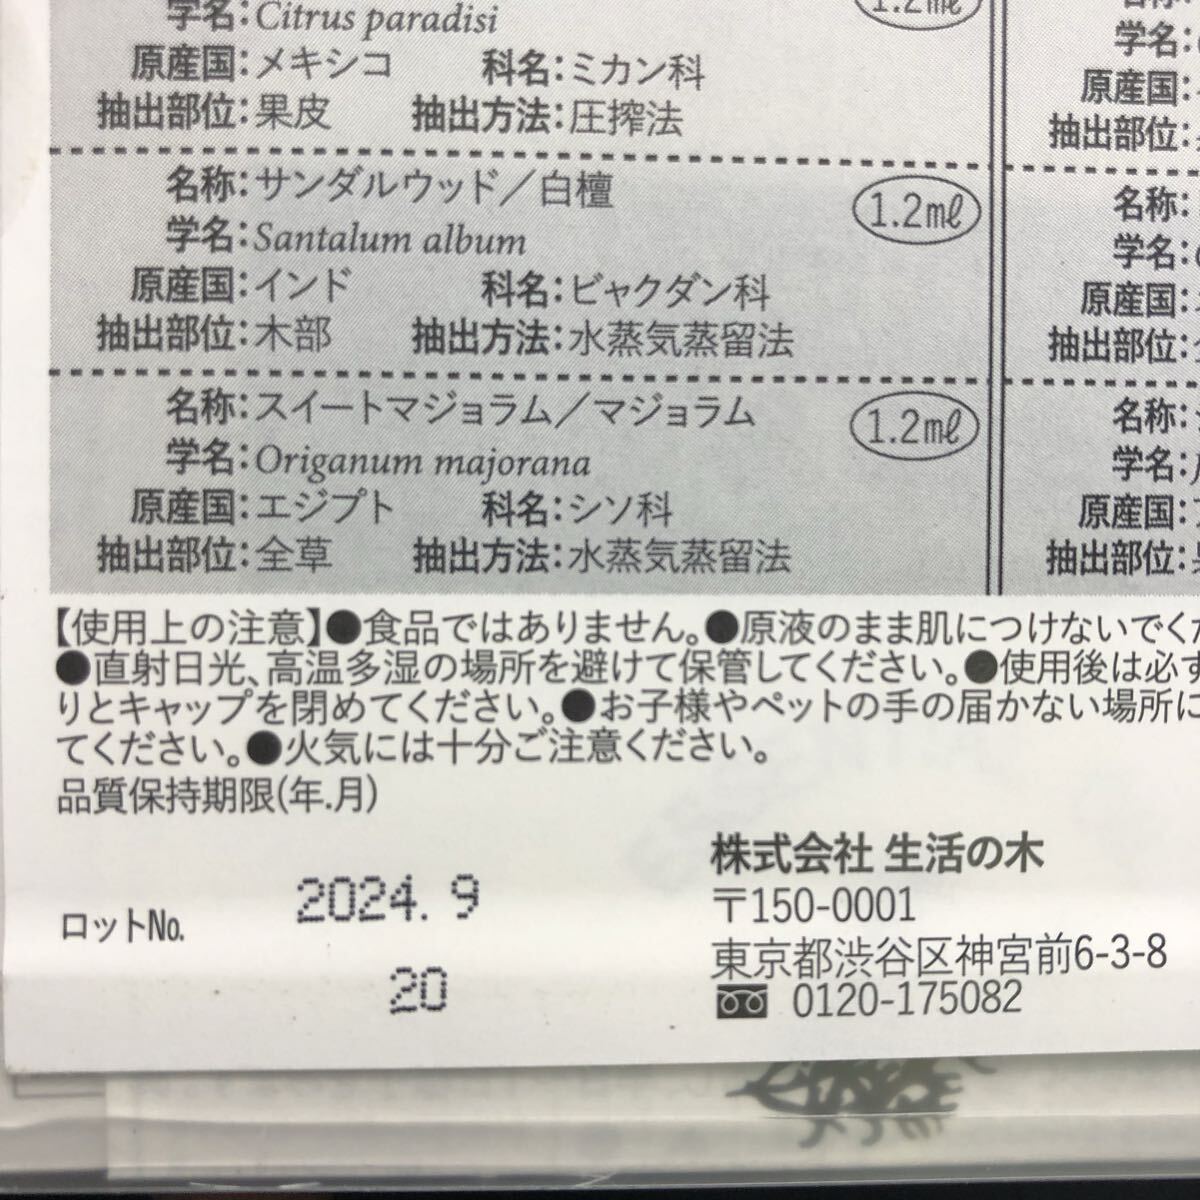 学名:Citrus paradisi
1.2mℓ
原産国:メキシコ 科名:ミカン科
抽出部位:果皮 抽出方法:圧搾法
名称:サンダルウッド／白檀
1.2mℓ
学名:Santalum album
原産国:インド 科名:ビャクダン科
抽出部位:木部 抽出方法:水蒸気蒸留法
名称:スイートマジョラム／マジョラム
1.2mℓ
学名:Origanum majorana
原産国:エジプト 科名:シソ科
抽出部位:全草 抽出方法:水蒸気蒸留法
学名:
原産国:
抽出部位:
名称:
学名:
原産国:
抽出部位:
名称:
学名:
原産国:
抽出部位:
【使用上の注意】●食品ではありません。●原液のまま肌につけないでくだ
●直射日光、高温多湿の場所を避けて保管してください。●使用後は必ず
りとキャップを閉めてください。●お子様やペットの手の届かない場所に
てください。●火気には十分ご注意ください。
品質保持期限(年.月)
2024.9
ロットNo.
20
株式会社 生活の木
〒150-0001
東京都渋谷区神宮前6-3-8
0120-175082